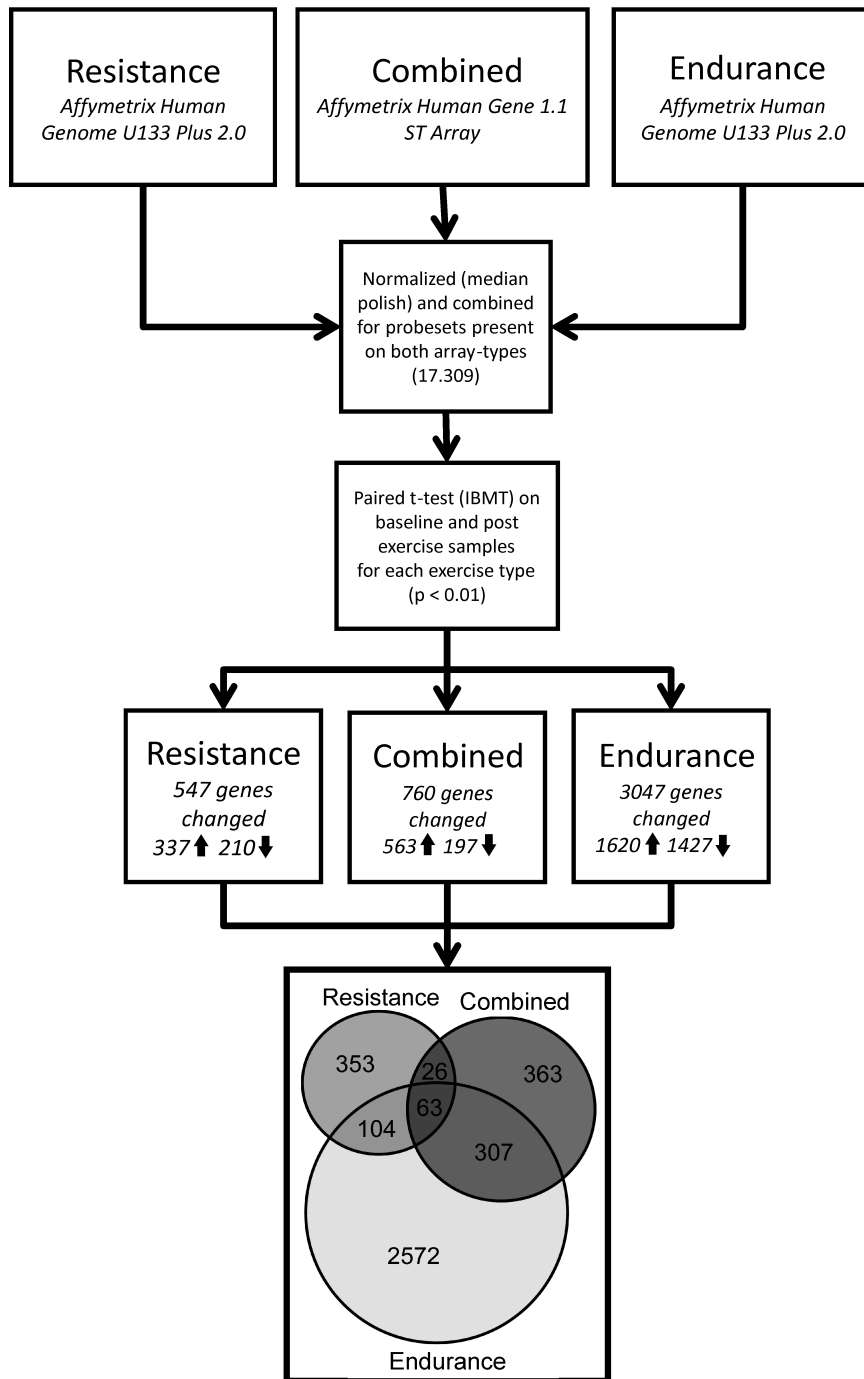 Resistance
Affymetrix Human
Genome U133 Plus 2.0
Combined
Affymetrix Human Gene 1.1
ST Array
Endurance
Affymetrix Human
Genome U133 Plus 2.0
Normalized (median
polish) and combined
for probesets present
on both array-types
(17.309)
Paired t-test (IBMT) on
baseline and post
exercise samples
for each exercise type
(p < 0.01)
Resistance
547 genes
changed
337 210
Combined
760 genes
changed
563 197
Endurance
3047 genes
changed
1620 1427
Resistance
Combined
353
26
363
63
104
307
2572
Endurance